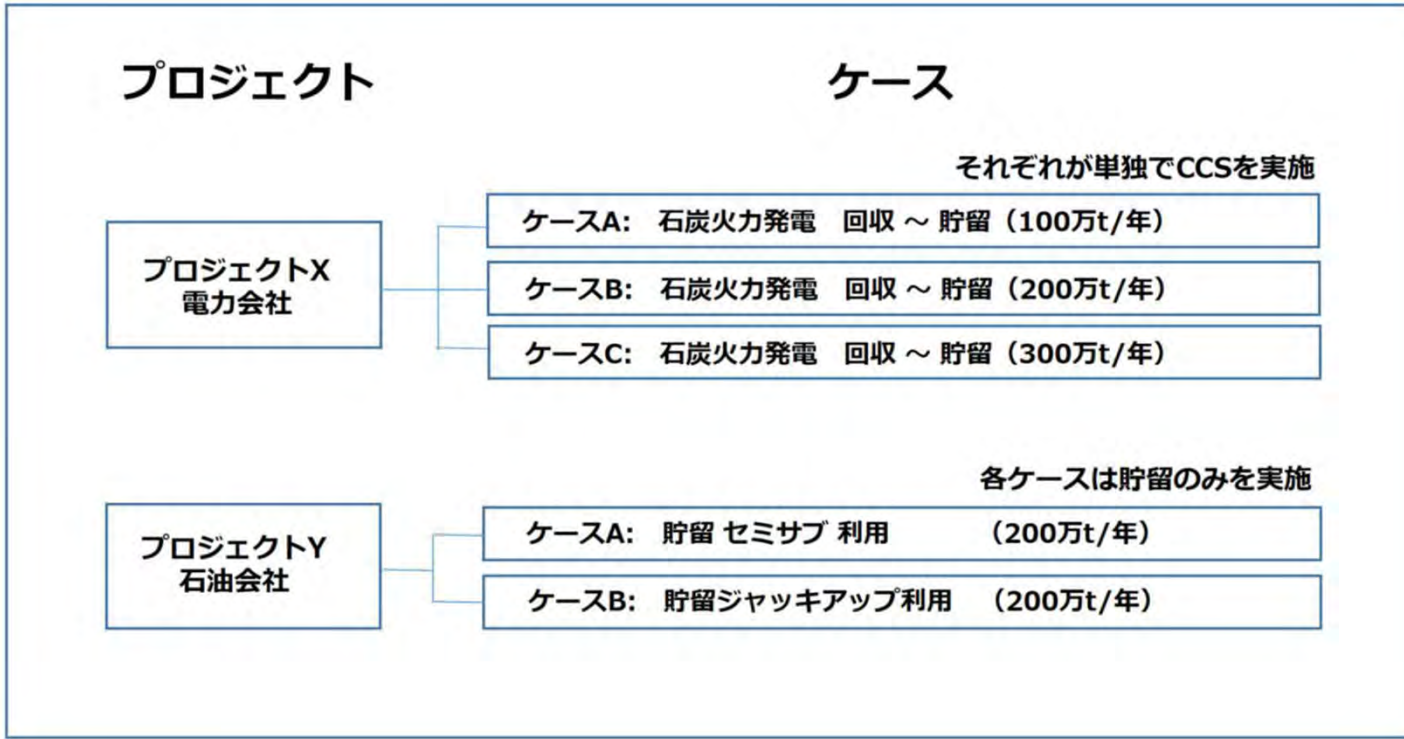 プロジェクト
ケース
それぞれが単独でCCSを実施
プロジェクトX
電力会社
ケースA: 石炭火力発電 回収 ～ 貯留（100万t/年）
ケースB: 石炭火力発電 回収 ～ 貯留（200万t/年）
ケースC: 石炭火力発電 回収 ～ 貯留（300万t/年）
各ケースは貯留のみを実施
プロジェクトY
石油会社
ケースA: 貯留 セミサブ 利用 （200万t/年）
ケースB: 貯留ジャッキアップ利用 （200万t/年）